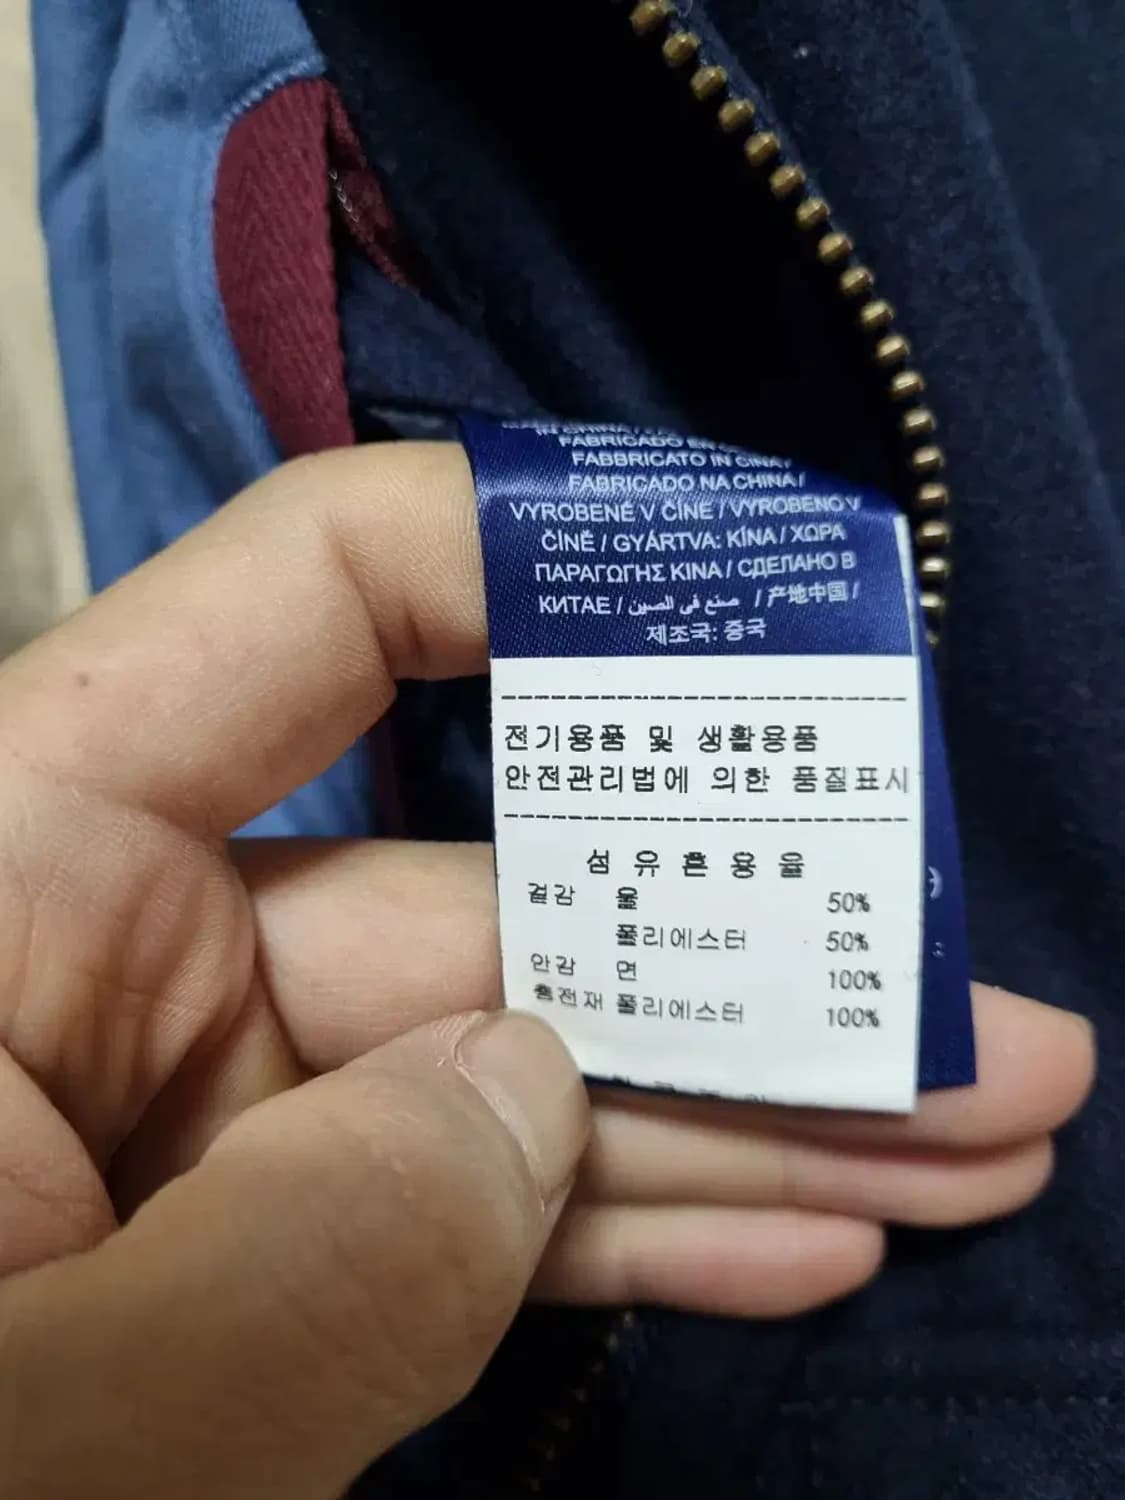 FABRICADO EN
FABBRICATO IN CINA /
FABRICADO NA CHINA /
VYROBENÉ V ČÍNE / VYROBENO V
ČÍNĚ / GYÁRTVA: KÍNA / ΧΩΡΑ
ΠΑΡΑΓΩΓΗΣ ΚΙΝΑ / СДЕЛАНО В
КИТАЕ / صنع في الصين / 产地中国 /
제조국: 중국
전기용품 및 생활용품
안전관리법에 의한 품질표시
섬 유 혼 용 율
겉감 울 50%
폴리에스터 50%
안감 면 100%
충전재 폴리에스터 100%